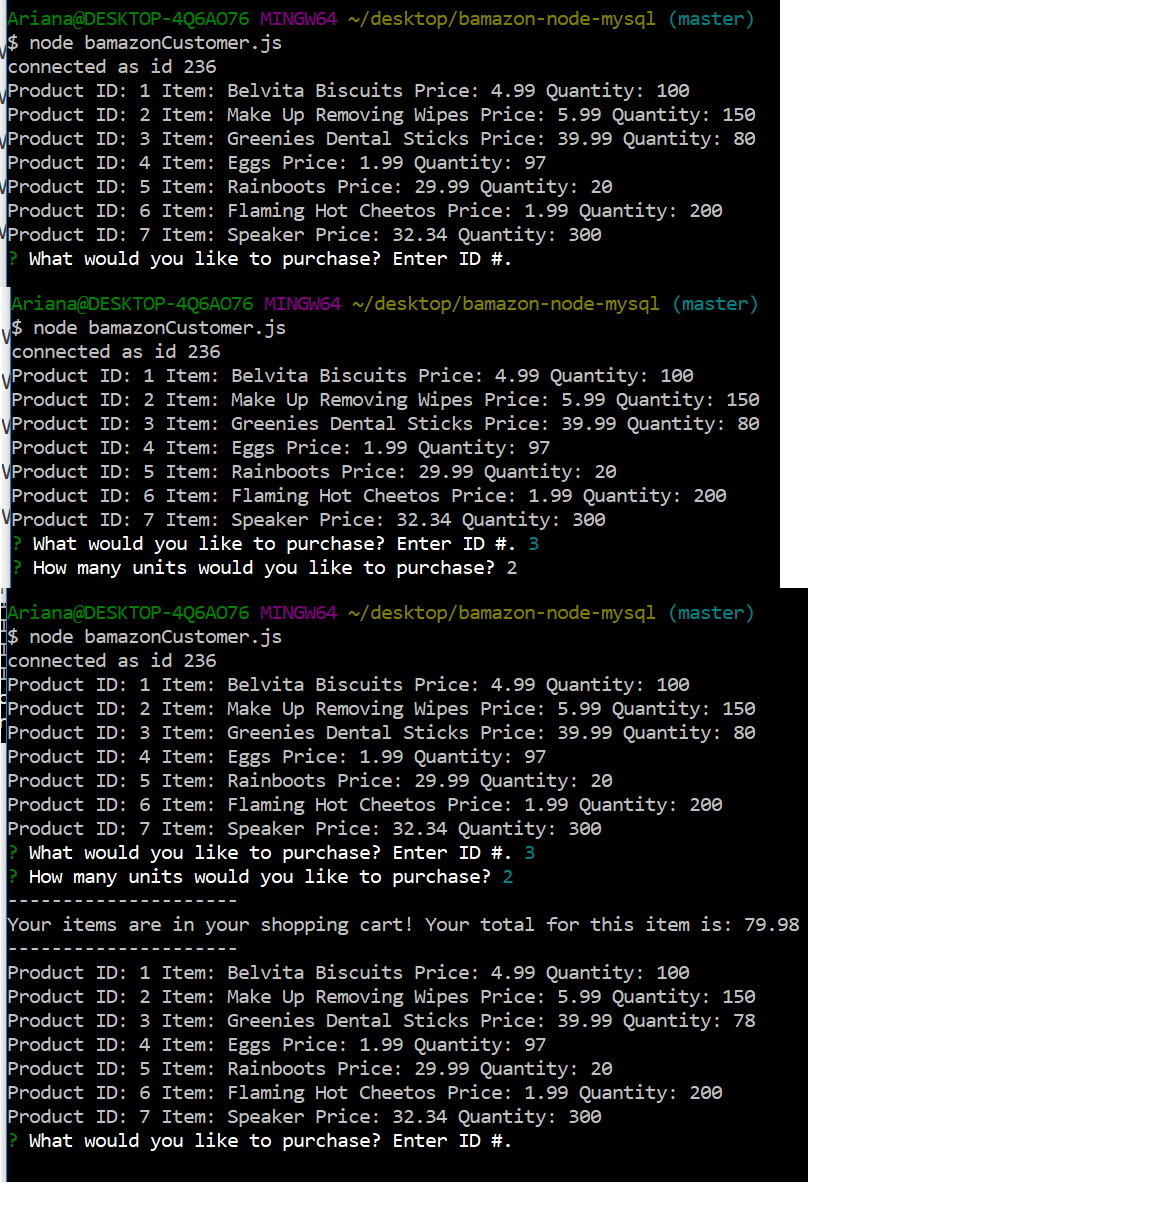 Ariana@DESKTOP-4Q6AO76 MINGW64 ~/desktop/bamazon-node-mysql (master)
$ node bamazonCustomer.js
connected as id 236
Product ID: 1 Item: Belvita Biscuits Price: 4.99 Quantity: 100
Product ID: 2 Item: Make Up Removing Wipes Price: 5.99 Quantity: 150
Product ID: 3 Item: Greenies Dental Sticks Price: 39.99 Quantity: 80
Product ID: 4 Item: Eggs Price: 1.99 Quantity: 97
Product ID: 5 Item: Rainboots Price: 29.99 Quantity: 20
Product ID: 6 Item: Flaming Hot Cheetos Price: 1.99 Quantity: 200
Product ID: 7 Item: Speaker Price: 32.34 Quantity: 300
? What would you like to purchase? Enter ID #.
Ariana@DESKTOP-4Q6AO76 MINGW64 ~/desktop/bamazon-node-mysql (master)
$ node bamazonCustomer.js
connected as id 236
Product ID: 1 Item: Belvita Biscuits Price: 4.99 Quantity: 100
Product ID: 2 Item: Make Up Removing Wipes Price: 5.99 Quantity: 150
Product ID: 3 Item: Greenies Dental Sticks Price: 39.99 Quantity: 80
Product ID: 4 Item: Eggs Price: 1.99 Quantity: 97
Product ID: 5 Item: Rainboots Price: 29.99 Quantity: 20
Product ID: 6 Item: Flaming Hot Cheetos Price: 1.99 Quantity: 200
Product ID: 7 Item: Speaker Price: 32.34 Quantity: 300
? What would you like to purchase? Enter ID #. 3
? How many units would you like to purchase? 2
Ariana@DESKTOP-4Q6AO76 MINGW64 ~/desktop/bamazon-node-mysql (master)
$ node bamazonCustomer.js
connected as id 236
Product ID: 1 Item: Belvita Biscuits Price: 4.99 Quantity: 100
Product ID: 2 Item: Make Up Removing Wipes Price: 5.99 Quantity: 150
Product ID: 3 Item: Greenies Dental Sticks Price: 39.99 Quantity: 80
Product ID: 4 Item: Eggs Price: 1.99 Quantity: 97
Product ID: 5 Item: Rainboots Price: 29.99 Quantity: 20
Product ID: 6 Item: Flaming Hot Cheetos Price: 1.99 Quantity: 200
Product ID: 7 Item: Speaker Price: 32.34 Quantity: 300
? What would you like to purchase? Enter ID #. 3
? How many units would you like to purchase? 2
---------------------
Your items are in your shopping cart! Your total for this item is: 79.98
---------------------
Product ID: 1 Item: Belvita Biscuits Price: 4.99 Quantity: 100
Product ID: 2 Item: Make Up Removing Wipes Price: 5.99 Quantity: 150
Product ID: 3 Item: Greenies Dental Sticks Price: 39.99 Quantity: 78
Product ID: 4 Item: Eggs Price: 1.99 Quantity: 97
Product ID: 5 Item: Rainboots Price: 29.99 Quantity: 20
Product ID: 6 Item: Flaming Hot Cheetos Price: 1.99 Quantity: 200
Product ID: 7 Item: Speaker Price: 32.34 Quantity: 300
? What would you like to purchase? Enter ID #.